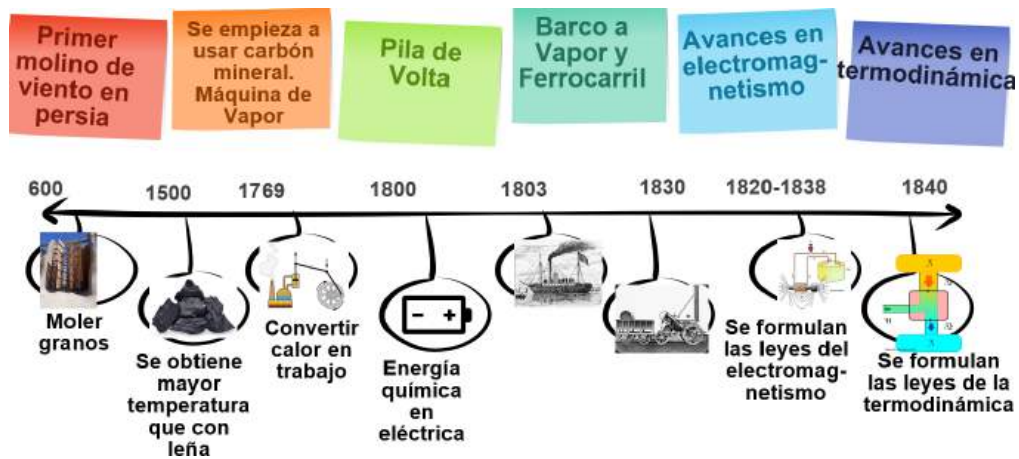 Primer
molino de
viento en
persia
Se empieza a
usar carbón
mineral.
Máquina de
Vapor
Pila de
Volta
Barco a
Vapor y
Ferrocarril
Avances en
electromag-
netismo
Avances en
termodinámica
600
1500
1769
1800
1803
1830
1820-1838
1840
Moler
granos
Se obtiene
mayor
temperatura
que con
leña
Convertir
calor en
trabajo
Energía
química
en
eléctrica
Se formulan
las leyes del
electromag-
netismo
Se formulan
las leyes de la
termodinámica